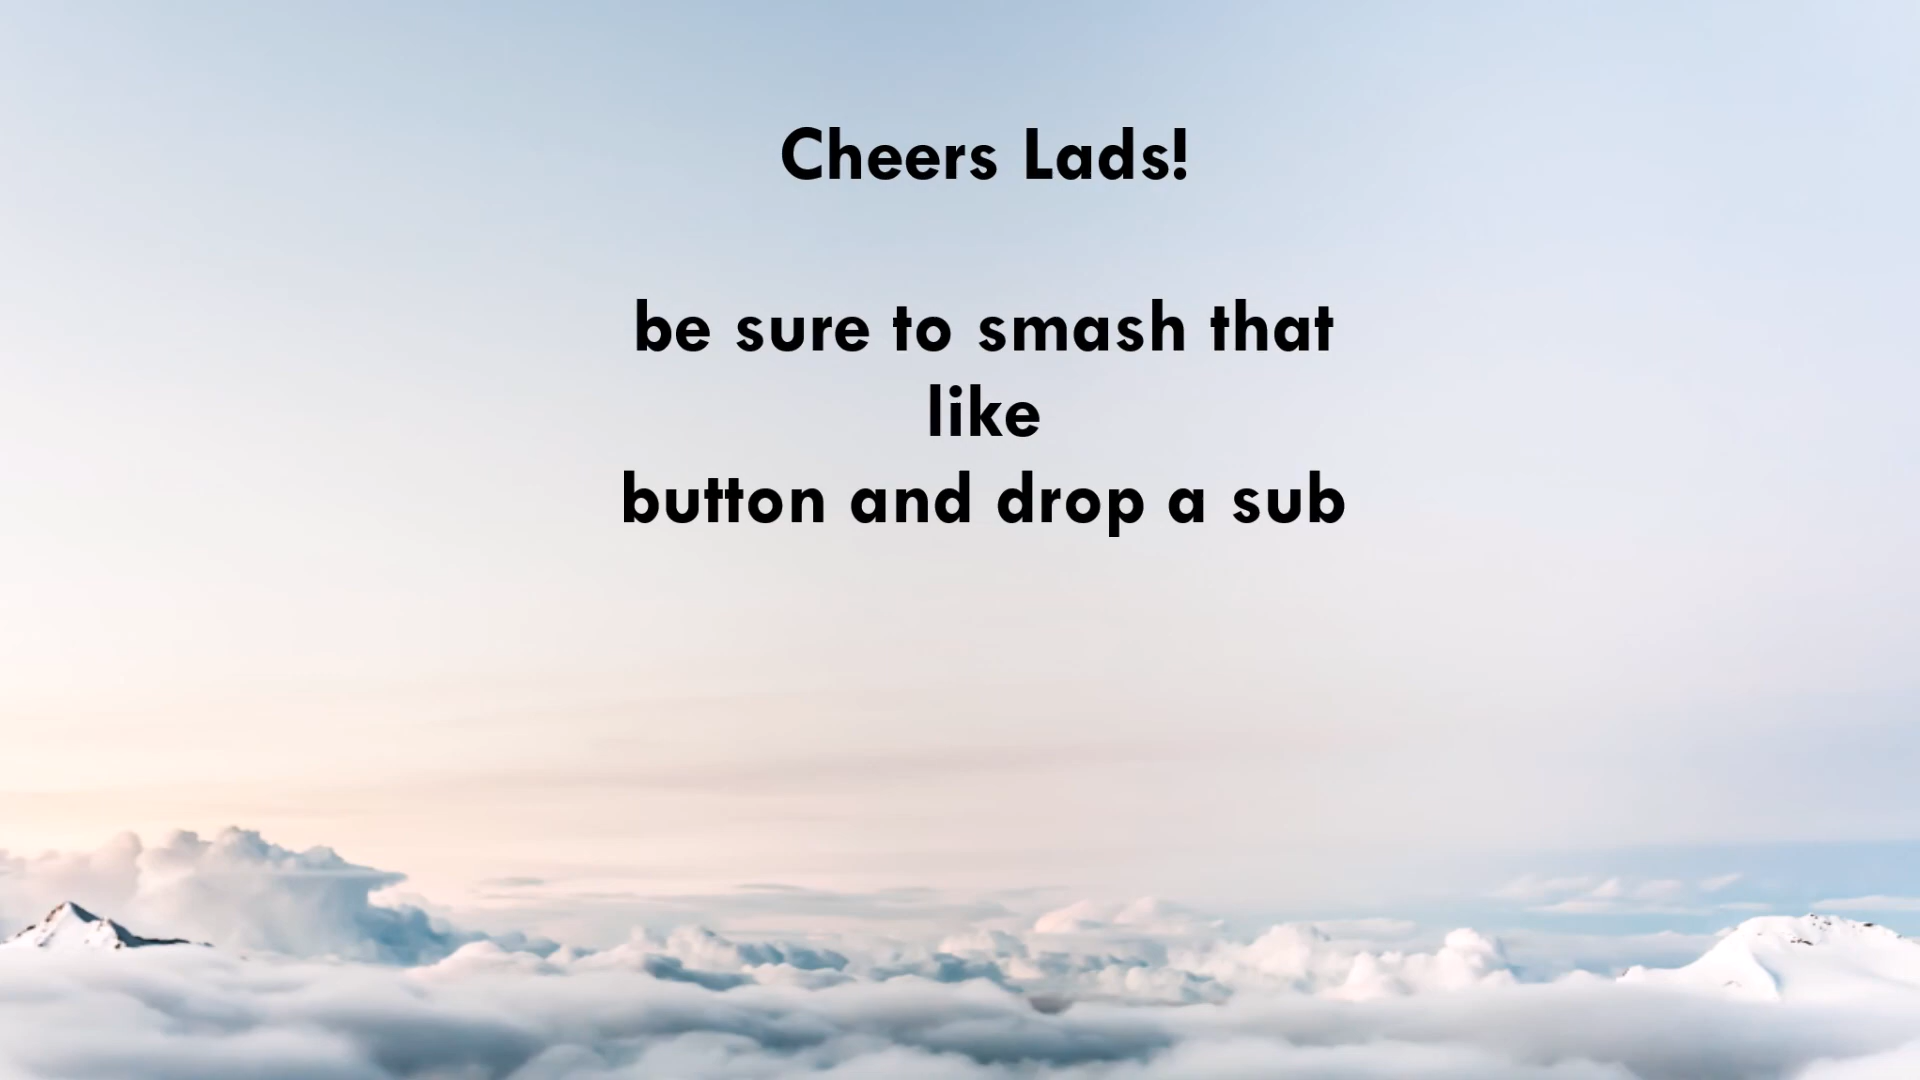 Cheers Lads!
be sure to smash that
like
button and drop a sub